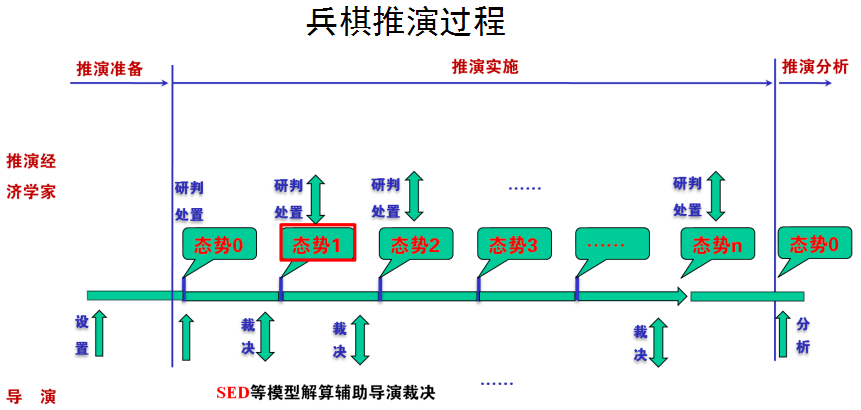 兵棋推演过程
推演准备
推演实施
推演分析
推演经
济学家
研判
处置
研判
处置
研判
处置
……
研判
处置
态势0
态势1
态势2
态势3
……
态势n
态势0
设
置
裁
决
裁
决
裁
决
分
析
导 演
SED等模型解算辅助导演裁决
……